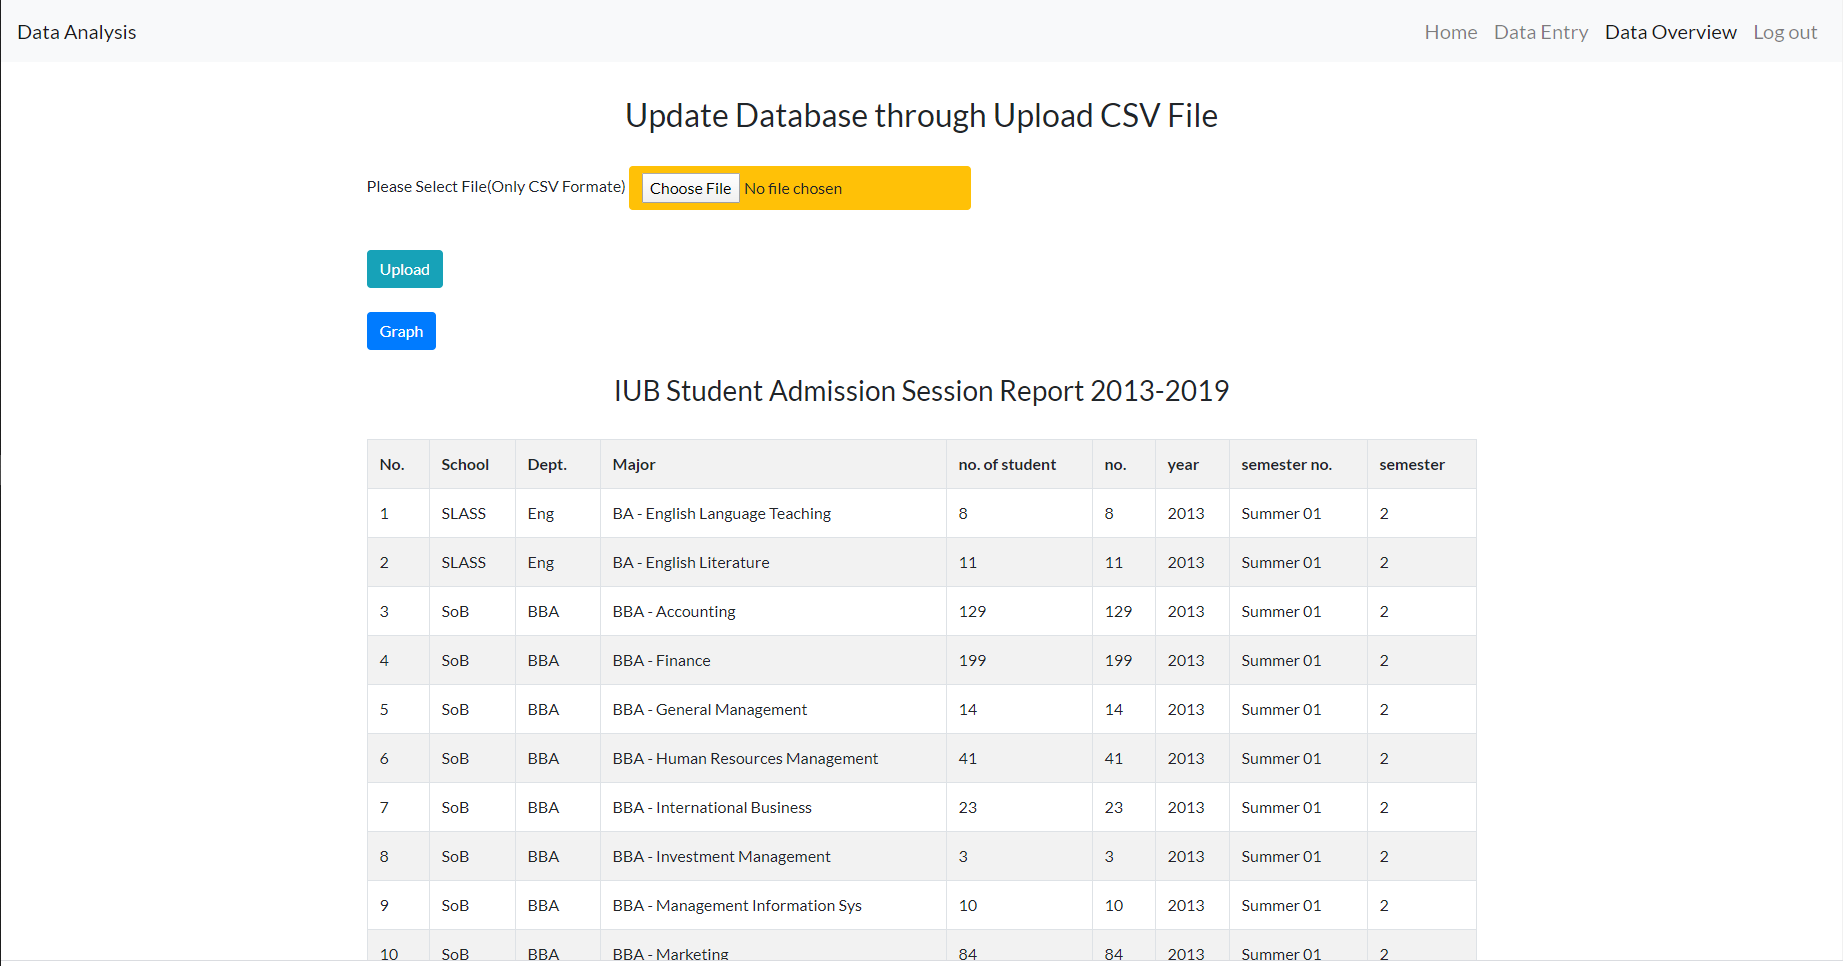 Data Analysis Home Data Entry Data Overview Log out
Update Database through Upload CSV File
Please Select File(Only CSV Formate) Choose File No file chosen
Upload
Graph
IUB Student Admission Session Report 2013-2019
No. School Dept. Major no. of student no. year semester no. semester
1 SLASS Eng BA - English Language Teaching 8 8 2013 Summer 01 2
2 SLASS Eng BA - English Literature 11 11 2013 Summer 01 2
3 SoB BBA BBA - Accounting 129 129 2013 Summer 01 2
4 SoB BBA BBA - Finance 199 199 2013 Summer 01 2
5 SoB BBA BBA - General Management 14 14 2013 Summer 01 2
6 SoB BBA BBA - Human Resources Management 41 41 2013 Summer 01 2
7 SoB BBA BBA - International Business 23 23 2013 Summer 01 2
8 SoB BBA BBA - Investment Management 3 3 2013 Summer 01 2
9 SoB BBA BBA - Management Information Sys 10 10 2013 Summer 01 2
10 SoB BBA BBA - Marketing 84 84 2013 Summer 01 2